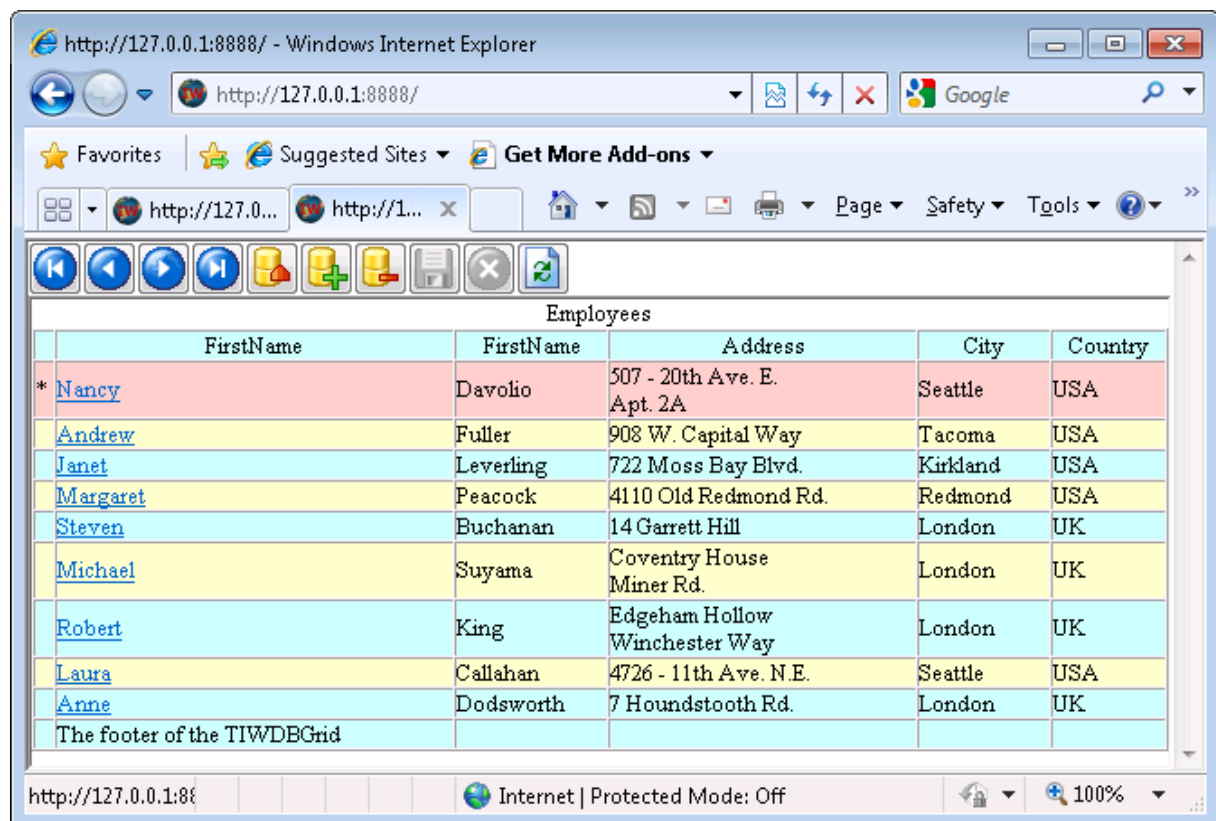 http://127.0.0.1:8888/ - Windows Internet Explorer
http://127.0.0.1:8888/ Google
Favorites Suggested Sites Get More Add-ons
http://127.0... http://1... Page Safety Tools
Employees
FirstName FirstName Address City Country
* Nancy Davolio 507 - 20th Ave. E. Apt. 2A Seattle USA
Andrew Fuller 908 W. Capital Way Tacoma USA
Janet Leverling 722 Moss Bay Blvd. Kirkland USA
Margaret Peacock 4110 Old Redmond Rd. Redmond USA
Steven Buchanan 14 Garrett Hill London UK
Michael Suyama Coventry House Miner Rd. London UK
Robert King Edgeham Hollow Winchester Way London UK
Laura Callahan 4726 - 11th Ave. N.E. Seattle USA
Anne Dodsworth 7 Houndstooth Rd. London UK
The footer of the TIWDBGrid
http://127.0.0.1:88 Internet | Protected Mode: Off 100%